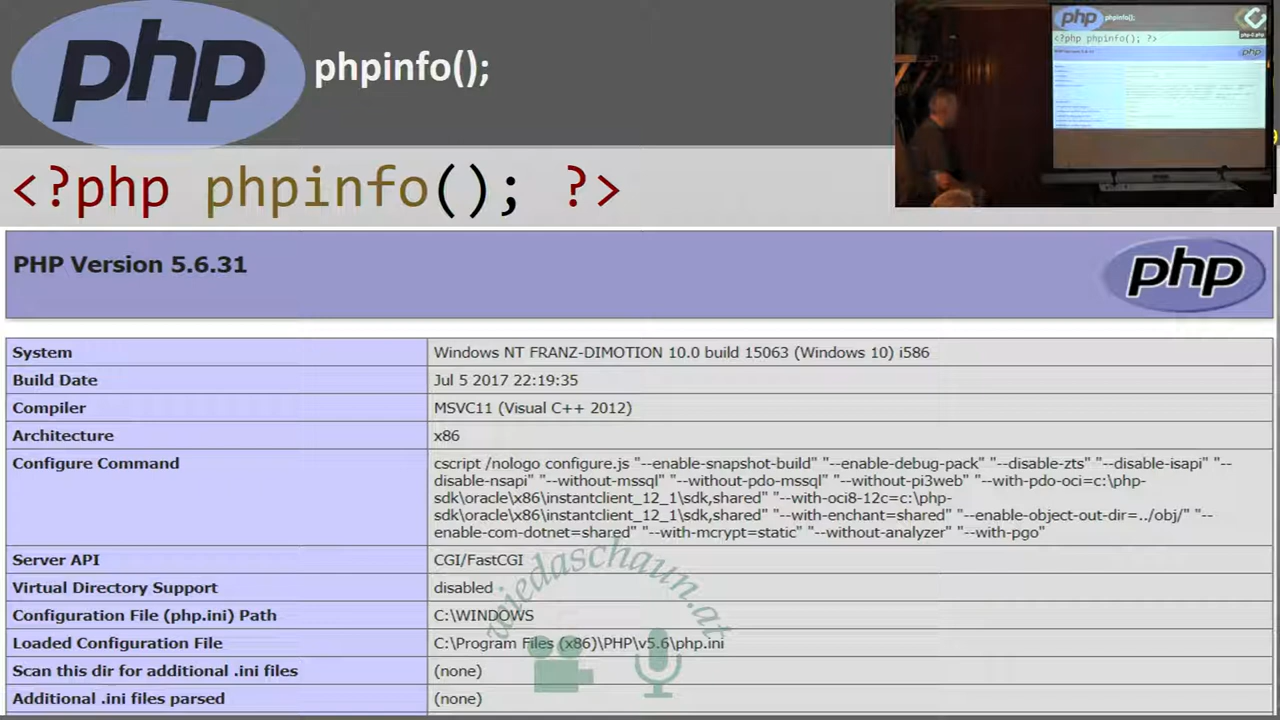 php
phpinfo();
<?php phpinfo(); ?>
php
phpinfo();
<?php phpinfo(); ?>
php
PHP Version 5.6.31
php
System
Windows NT FRANZ-DIMOTION 10.0 build 15063 (Windows 10) i586
Build Date
Jul 5 2017 22:19:35
Compiler
MSVC11 (Visual C++ 2012)
Architecture
x86
Configure Command
cscript /nologo configure.js "--enable-snapshot-build" "--enable-debug-pack" "--disable-zts" "--disable-isapi" "--
disable-nsapi" "--without-mssql" "--without-pdo-mssql" "--without-pi3web" "--with-pdo-oci=c:\php-
sdk\oracle\x86\instantclient_12_1\sdk,shared" "--with-oci8-12c=c:\php-
sdk\oracle\x86\instantclient_12_1\sdk,shared" "--with-enchant=shared" "--enable-object-out-dir=../obj/" "--
enable-com-dotnet=shared" "--with-mcrypt=static" "--without-analyzer" "--with-pgo"
Server API
CGI/FastCGI
Virtual Directory Support
disabled
Configuration File (php.ini) Path
C:\WINDOWS
Loaded Configuration File
C:\Program Files (x86)\PHP\v5.6\php.ini
Scan this dir for additional .ini files
(none)
Additional .ini files parsed
(none)
wiedaschaun.at